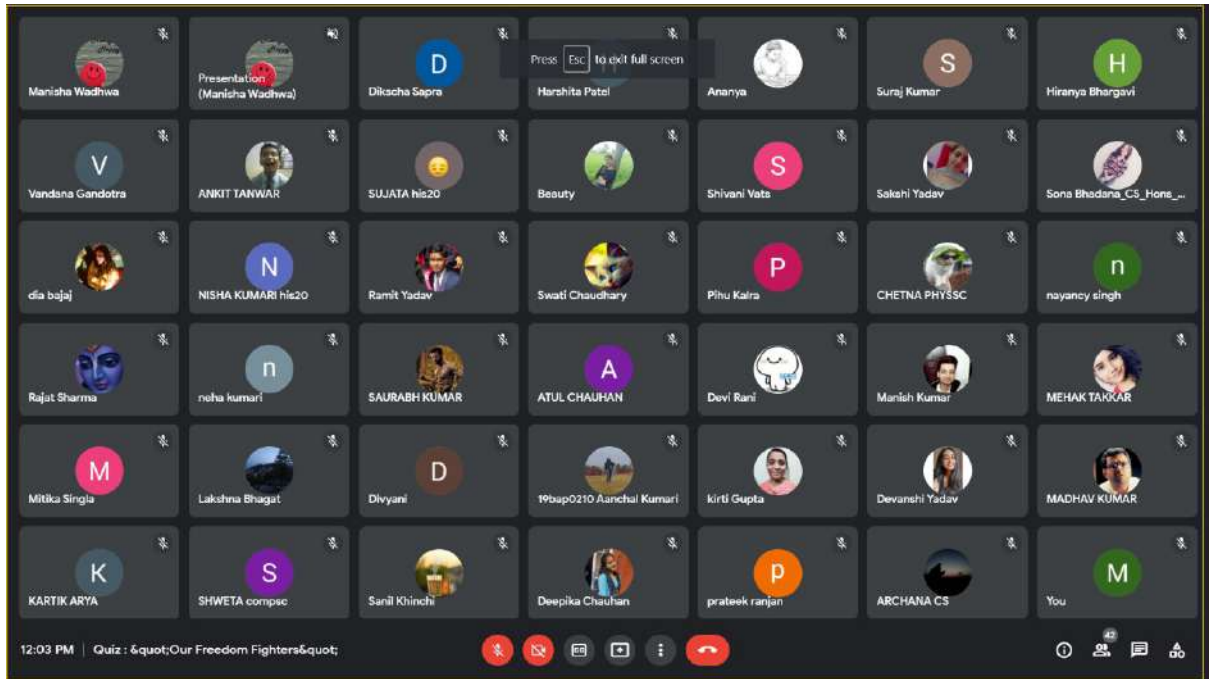 Press Esc to exit full screen
Manisha Wadhwa
Presentation
(Manisha Wadhwa)
D
Dikscha Sapra
Harshita Patel
Ananya
S
Suraj Kumar
H
Hiranya Bhargavi
V
Vandana Gandotra
ANKIT TANWAR
SUJATA his20
Beauty
S
Shivani Vats
Sakshi Yadav
Sona Bhadana_CS_Hons_...
dia bajaj
N
NISHA KUMARI his20
Ramit Yadav
Swati Chaudhary
P
Pihu Kalra
CHETNA PHYSSC
n
nayancy singh
Rajat Sharma
n
neha kumari
SAURABH KUMAR
A
ATUL CHAUHAN
Devi Rani
Manish Kumar
MEHAK TAKKAR
M
Mitika Singla
Lakshna Bhagat
D
Divyani
19bap0210 Aanchal Kumari
kirti Gupta
Devanshi Yadav
MADHAV KUMAR
K
KARTIK ARYA
S
SHWETA compsc
Sanil Khinchi
Deepika Chauhan
p
prateek ranjan
ARCHANA CS
M
You
12:03 PM | Quiz : &quot;Our Freedom Fighters&quot;
42